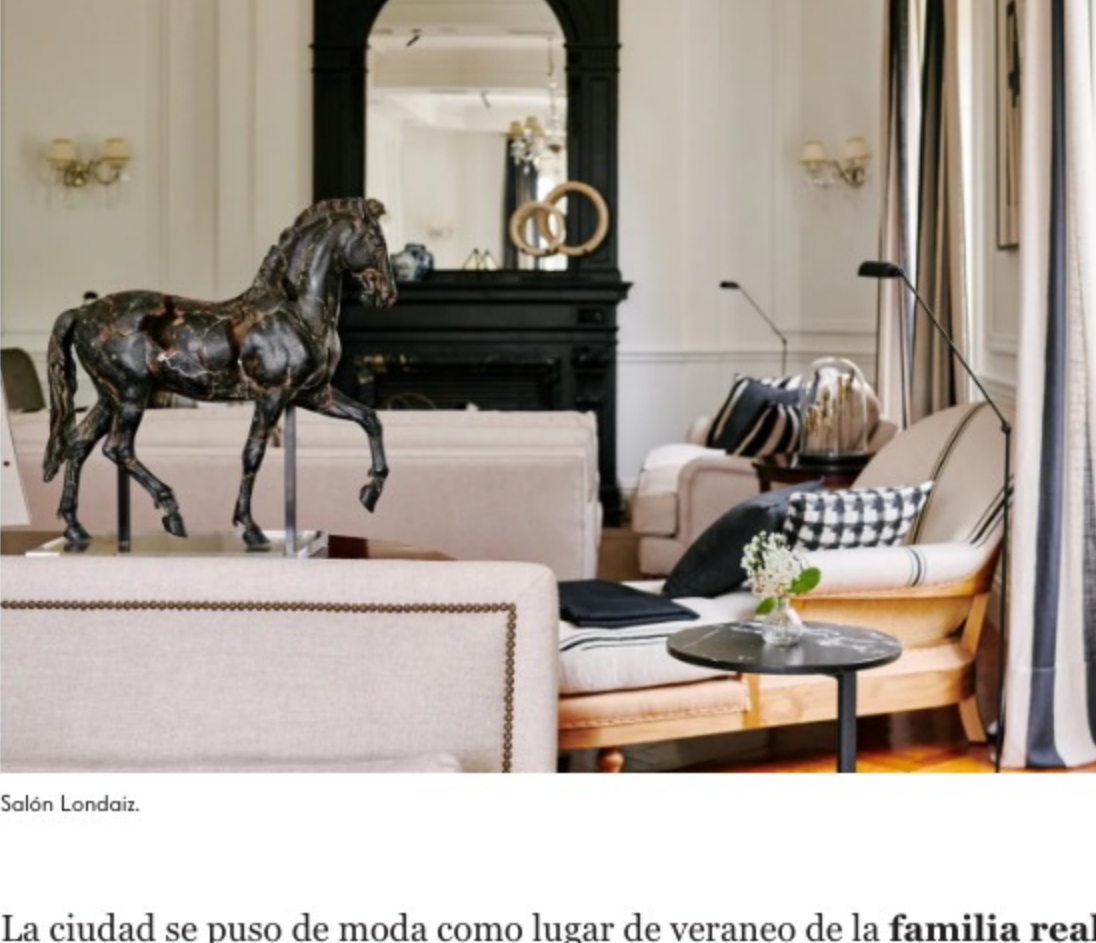 Salón Londaiz.
La ciudad se puso de moda como lugar de veraneo de la familia real